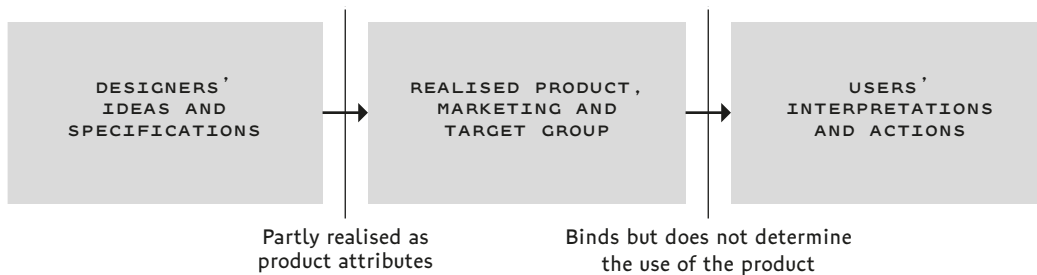 DESIGNERS'
IDEAS AND
SPECIFICATIONS
REALISED PRODUCT,
MARKETING AND
TARGET GROUP
USERS'
INTERPRETATIONS
AND ACTIONS
Partly realised as
product attributes
Binds but does not determine
the use of the product